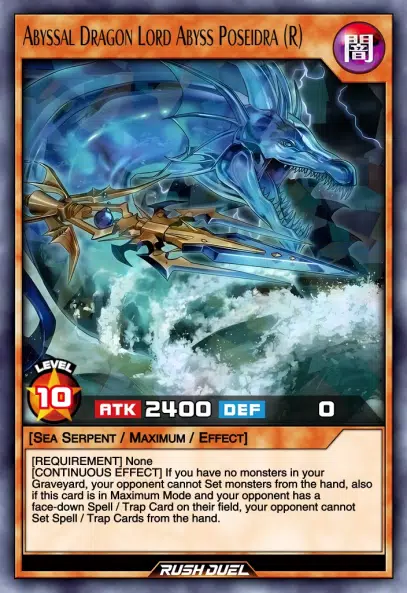 Abyssal Dragon Lord Abyss Poseidra (R)
闇
LEVEL
10
ATK 2400 DEF 0
[Sea Serpent / Maximum / Effect]
[REQUIREMENT] None
[CONTINUOUS EFFECT] If you have no monsters in your
Graveyard, your opponent cannot Set monsters from the hand, also
if this card is in Maximum Mode and your opponent has a
face-down Spell / Trap Card on their field, your opponent cannot
Set Spell / Trap Cards from the hand.
RUSH DUEL